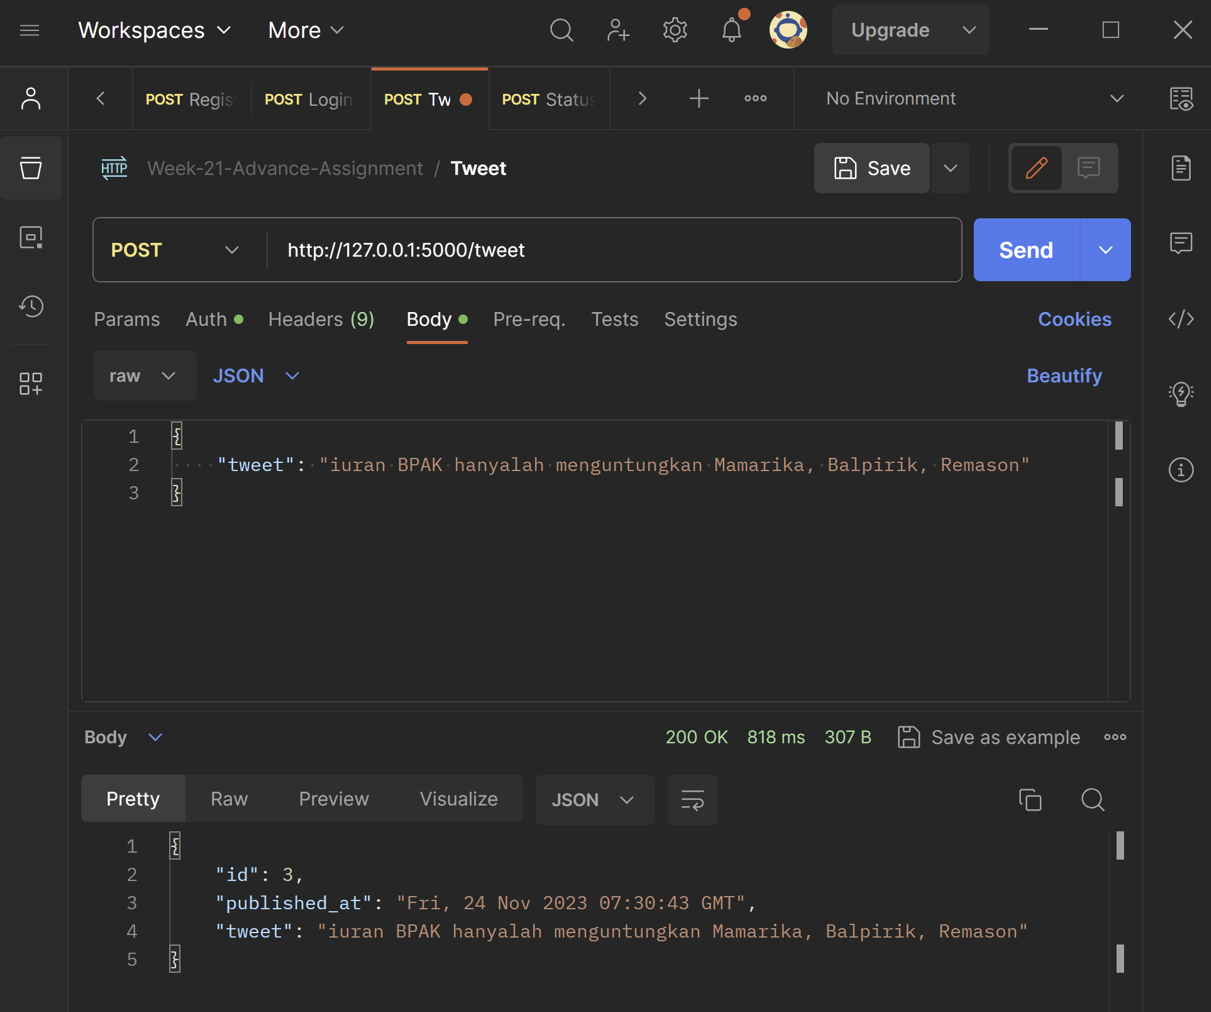 Workspaces More Upgrade
POST Regis POST Login POST Tw POST Statu No Environment
HTTP Week-21-Advance-Assignment / Tweet Save
POST http://127.0.0.1:5000/tweet Send
Params Auth Headers (9) Body Pre-req. Tests Settings Cookies
raw JSON Beautify
1 {
2 "tweet": "iuran BPAK hanyalah menguntungkan Mamarika, Balpirik, Remason"
3 }
Body 200 OK 818 ms 307 B Save as example
Pretty Raw Preview Visualize JSON
1 {
2 "id": 3,
3 "published_at": "Fri, 24 Nov 2023 07:30:43 GMT",
4 "tweet": "iuran BPAK hanyalah menguntungkan Mamarika, Balpirik, Remason"
5 }